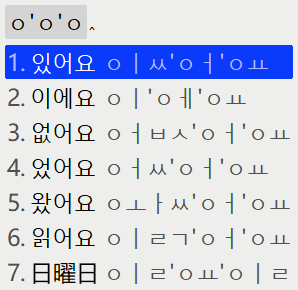 ㅇ'ㅇ'ㅇ‸
1. 있어요 ㅇㅣㅆ'ㅇㅓ'ㅇㅛ
2. 이에요 ㅇㅣ'ㅇㅔ'ㅇㅛ
3. 없어요 ㅇㅓㅂㅅ'ㅇㅓ'ㅇㅛ
4. 었어요 ㅇㅓㅆ'ㅇㅓ'ㅇㅛ
5. 왔어요 ㅇㅗㅏㅆ'ㅇㅓ'ㅇㅛ
6. 읽어요 ㅇㅣㄹㄱ'ㅇㅓ'ㅇㅛ
7. 日曜日 ㅇㅣㄹ'ㅇㅛ'ㅇㅣㄹ